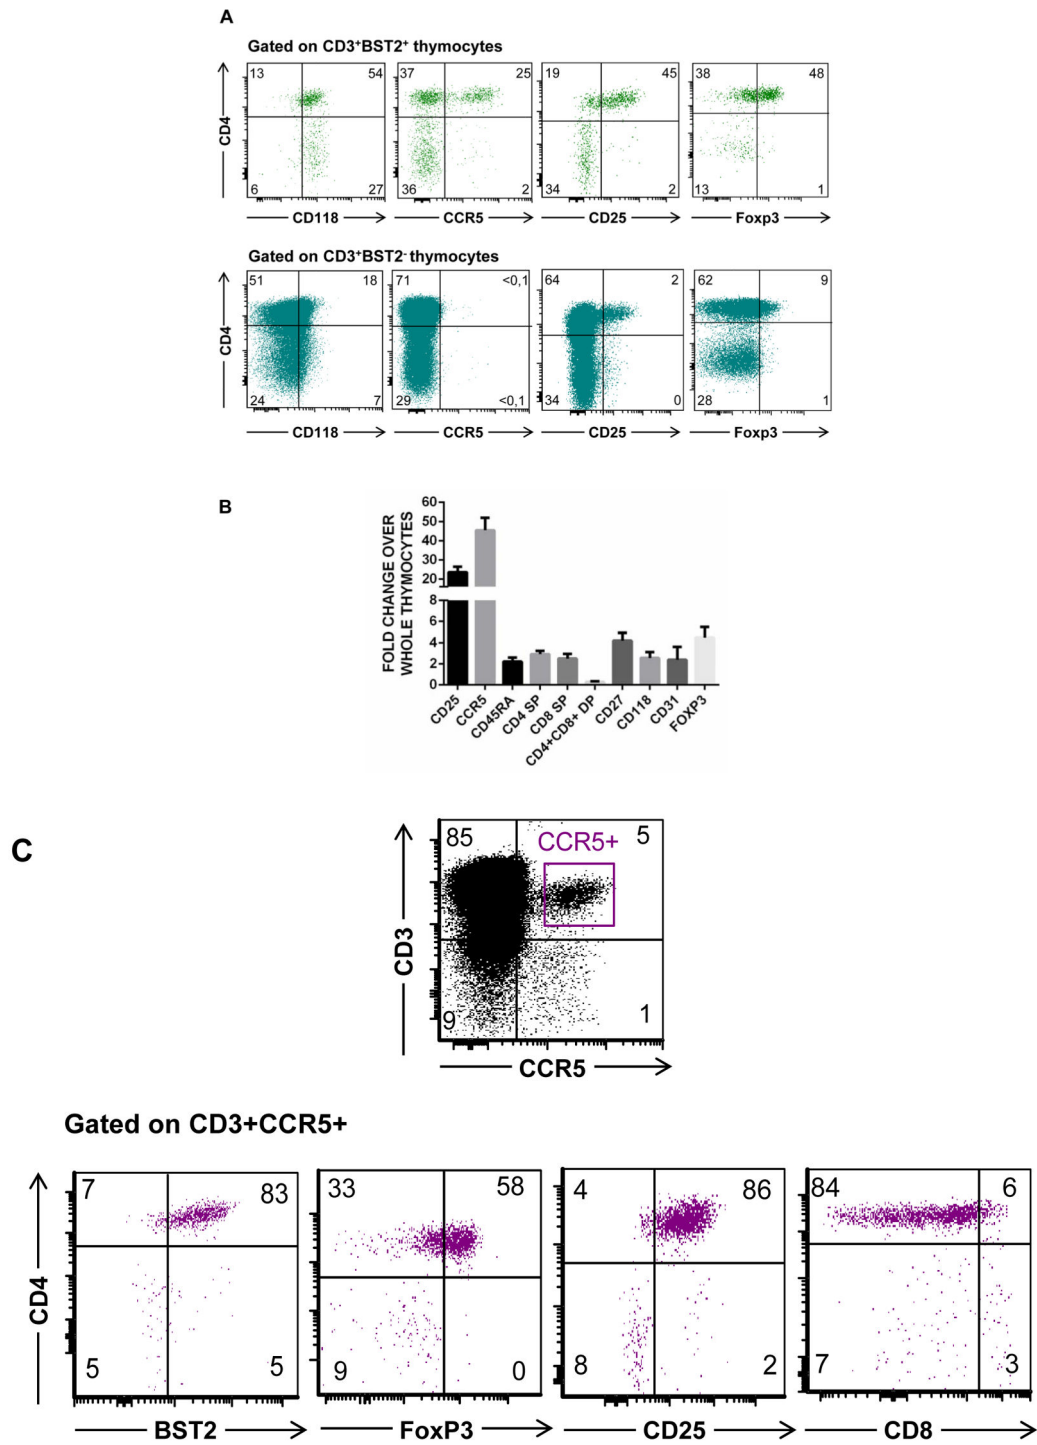 A
Gated on CD3⁺BST2⁺ thymocytes
13 54 37 25 19 45 38 48
CD4
6 27 36 2 34 2 13 1
CD118 CCR5 CD25 Foxp3
Gated on CD3⁺BST2⁻ thymocytes
51 18 71 <0,1 64 2 62 9
CD4
24 7 29 <0,1 34 0 28 1
CD118 CCR5 CD25 Foxp3
B
FOLD CHANGE OVER
WHOLE THYMOCYTES
60
50
40
30
20
8
6
4
2
0
CD25
CCR5
CD45RA
CD4 SP
CD8 SP
CD4+CD8+ DP
CD27
CD118
CD31
FOXP3
C
85 CCR5+ 5
CD3
9 1
CCR5
Gated on CD3+CCR5+
7 83 33 58 4 86 84 6
CD4
5 5 9 0 8 2 7 3
BST2 FoxP3 CD25 CD8